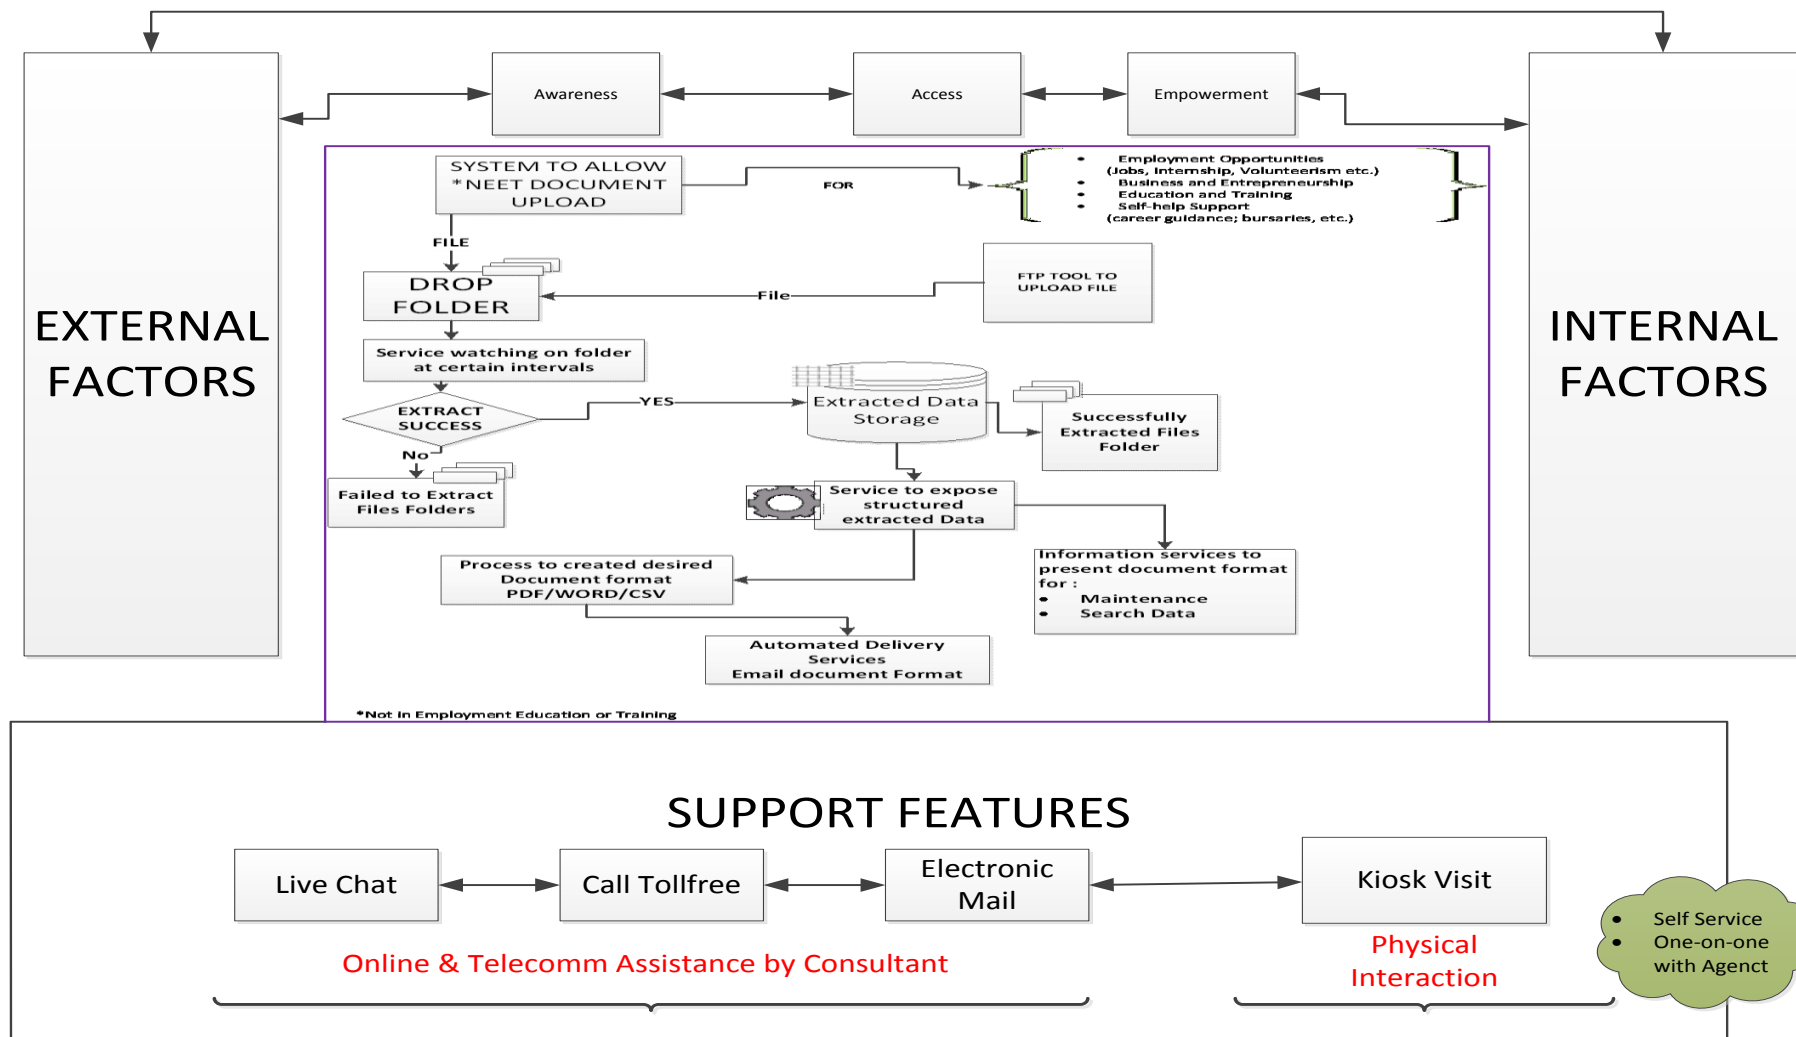 Awareness
Access
Empowerment
EXTERNAL
FACTORS
INTERNAL
FACTORS
SYSTEM TO ALLOW
*NEET DOCUMENT
UPLOAD
FOR
• Employment Opportunities
(Jobs, Internship, Volunteerism etc.)
• Business and Entrepreneurship
• Education and Training
• Self-help Support
(career guidance; bursaries, etc.)
FILE
DROP
FOLDER
File
FTP TOOL TO
UPLOAD FILE
Service watching on folder
at certain intervals
EXTRACT
SUCCESS
YES
Extracted Data
Storage
Successfully
Extracted Files
Folder
No
Failed to Extract
Files Folders
Service to expose
structured
extracted Data
Process to created desired
Document format
PDF/WORD/CSV
Information services to
present document format
for :
• Maintenance
• Search Data
Automated Delivery
Services
Email document Format
*Not In Employment Education or Training
SUPPORT FEATURES
Live Chat
Call Tollfree
Electronic
Mail
Kiosk Visit
Online & Telecomm Assistance by Consultant
Physical
Interaction
• Self Service
• One-on-one
with Agenct